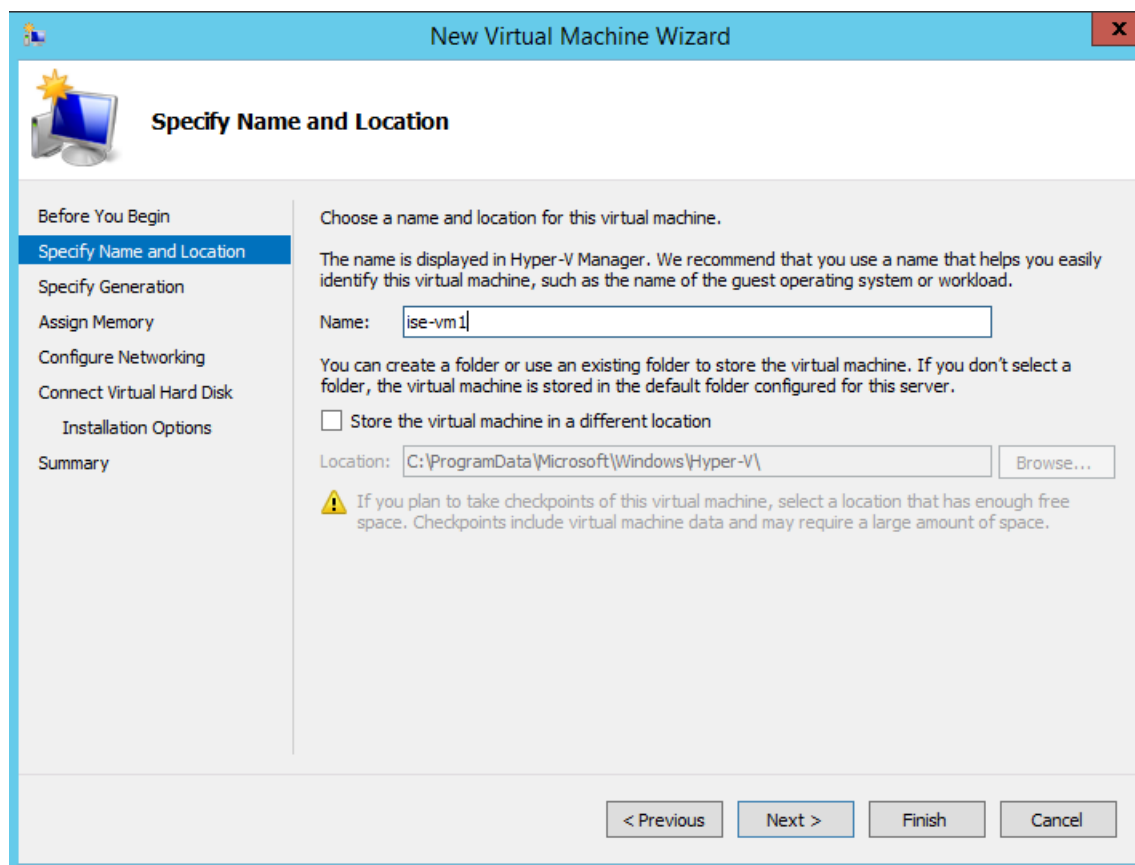 New Virtual Machine Wizard
x
Specify Name and Location
Before You Begin
Specify Name and Location
Specify Generation
Assign Memory
Configure Networking
Connect Virtual Hard Disk
Installation Options
Summary
Choose a name and location for this virtual machine.
The name is displayed in Hyper-V Manager. We recommend that you use a name that helps you easily
identify this virtual machine, such as the name of the guest operating system or workload.
Name: ise-vm1
You can create a folder or use an existing folder to store the virtual machine. If you don't select a
folder, the virtual machine is stored in the default folder configured for this server.
Store the virtual machine in a different location
Location: C:\ProgramData\Microsoft\Windows\Hyper-V\ Browse...
If you plan to take checkpoints of this virtual machine, select a location that has enough free
space. Checkpoints include virtual machine data and may require a large amount of space.
< Previous Next > Finish Cancel